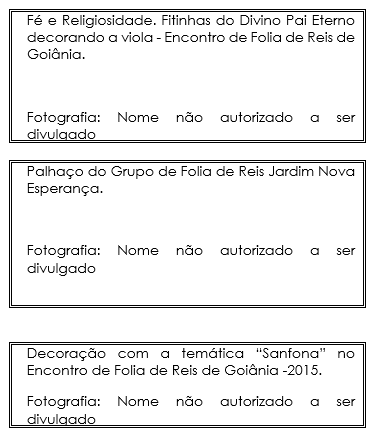 Fé e Religiosidade. Fitinhas do Divino Pai Eterno
decorando a viola - Encontro de Folia de Reis de
Goiânia.
Fotografia: Nome não autorizado a ser
divulgado
Palhaço do Grupo de Folia de Reis Jardim Nova
Esperança.
Fotografia: Nome não autorizado a ser
divulgado
Decoração com a temática “Sanfona” no
Encontro de Folia de Reis de Goiânia -2015.
Fotografia: Nome não autorizado a ser
divulgado